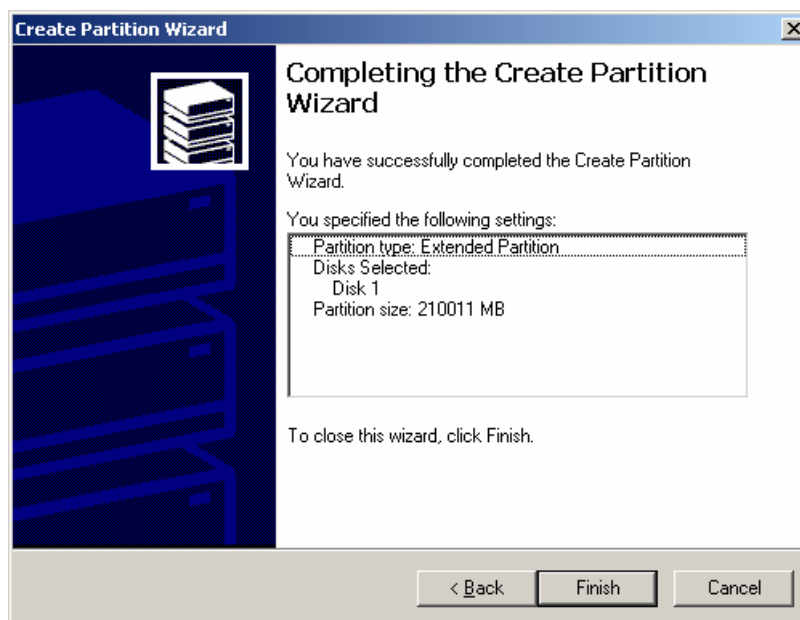 Create Partition Wizard
Completing the Create Partition
Wizard
You have successfully completed the Create Partition
Wizard.
You specified the following settings:
Partition type: Extended Partition
Disks Selected:
Disk 1
Partition size: 210011 MB
To close this wizard, click Finish.
< Back
Finish
Cancel